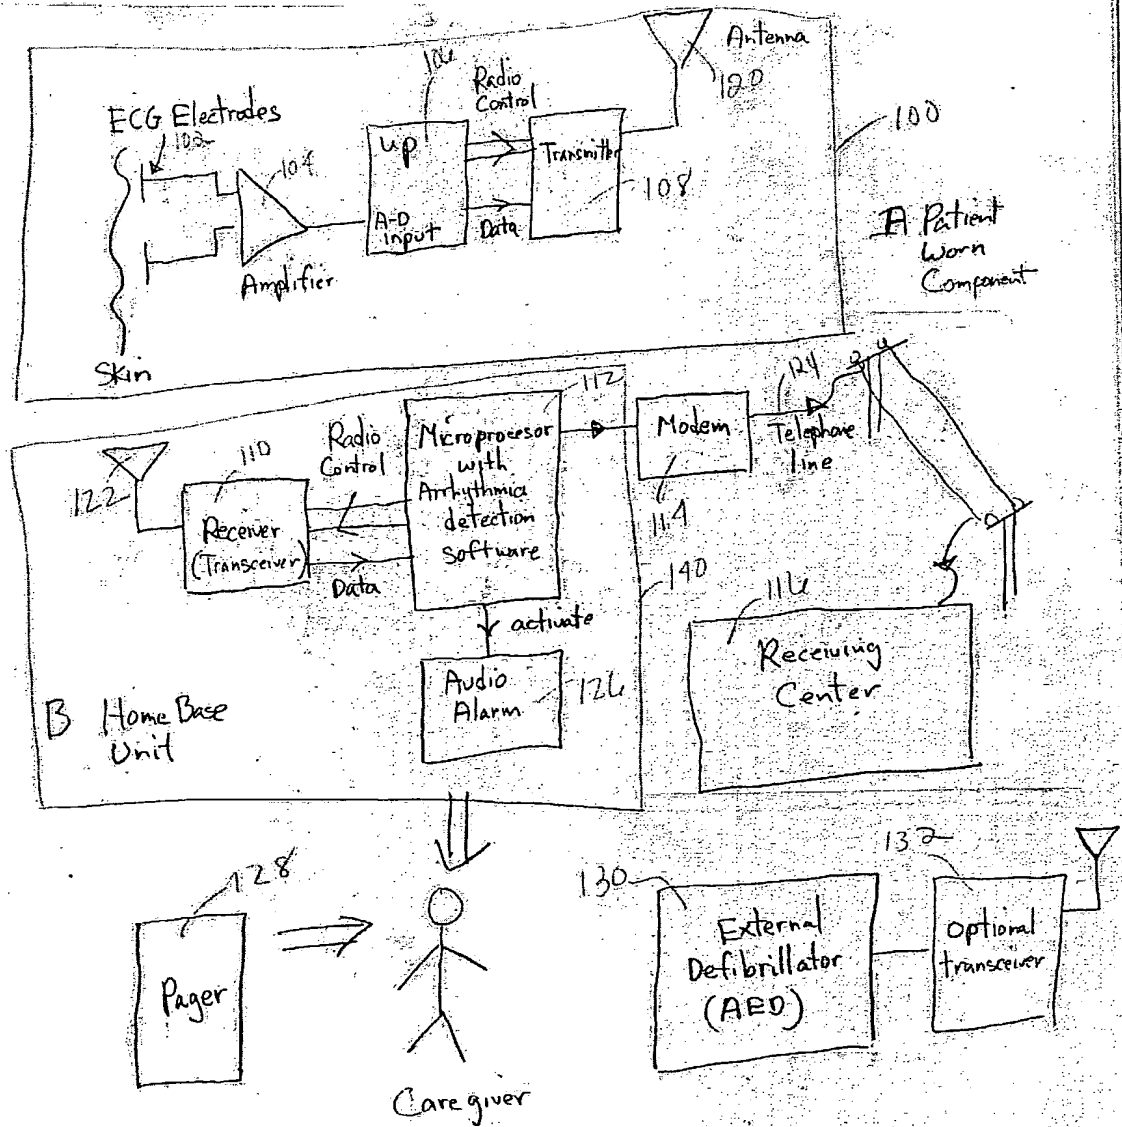 Antenna
120
106
Radio
Control
ECG Electrodes
102
104
up
Transmitter
100
108
A-D
input
Data
Amplifier
A Patient
Worn
Component
Skin
112
124
Radio
Control
Microprocesor
with
Arrhythmia
detection
software
Modem
Telephone
line
122
110
Receiver
(Transceiver)
Data
114
140
activate
116
Receiving
Center
Audio
Alarm
126
B Home Base
Unit
128
Pager
Caregiver
130
External
Defibrillator
(AED)
132
Optional
transceiver